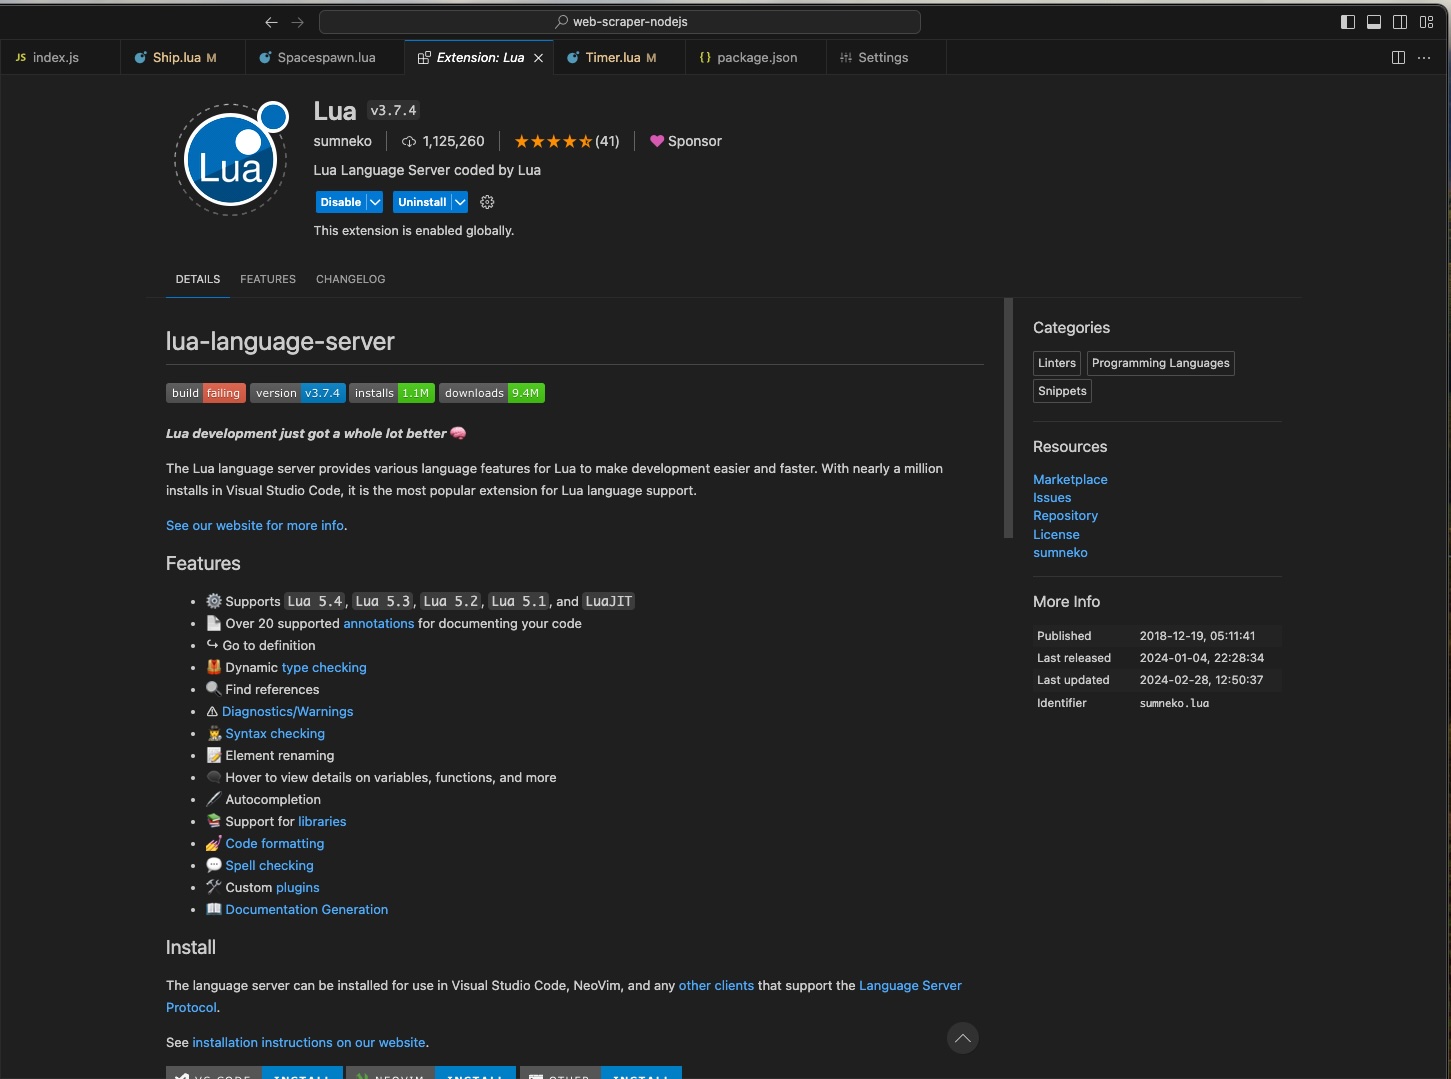 web-scraper-nodejs
JS index.js
Ship.lua M
Spacespawn.lua
Extension: Lua
Timer.lua M
{} package.json
Settings
Lua
Lua v3.7.4
sumneko 1,125,260 (41) Sponsor
Lua Language Server coded by Lua
Disable Uninstall
This extension is enabled globally.
DETAILS FEATURES CHANGELOG
lua-language-server
build failing version v3.7.4 installs 1.1M downloads 9.4M
Lua development just got a whole lot better 🧠
The Lua language server provides various language features for Lua to make development easier and faster. With nearly a million
installs in Visual Studio Code, it is the most popular extension for Lua language support.
See our website for more info.
Features
• ⚙️ Supports Lua 5.4, Lua 5.3, Lua 5.2, Lua 5.1, and LuaJIT
• 📄 Over 20 supported annotations for documenting your code
• ↪ Go to definition
• 🦺 Dynamic type checking
• 🔍 Find references
• ⚠ Diagnostics/Warnings
• 🕵️ Syntax checking
• 📝 Element renaming
• 🗨️ Hover to view details on variables, functions, and more
• 🖋️ Autocompletion
• 📚 Support for libraries
• 💅 Code formatting
• 💬 Spell checking
• 🛠️ Custom plugins
• 📖 Documentation Generation
Install
The language server can be installed for use in Visual Studio Code, NeoVim, and any other clients that support the Language Server
Protocol.
See installation instructions on our website.
VS CODE INSTALL NEOVIM INSTALL OTHER INSTALL
Categories
Linters Programming Languages
Snippets
Resources
Marketplace
Issues
Repository
License
sumneko
More Info
Published 2018-12-19, 05:11:41
Last released 2024-01-04, 22:28:34
Last updated 2024-02-28, 12:50:37
Identifier sumneko.lua